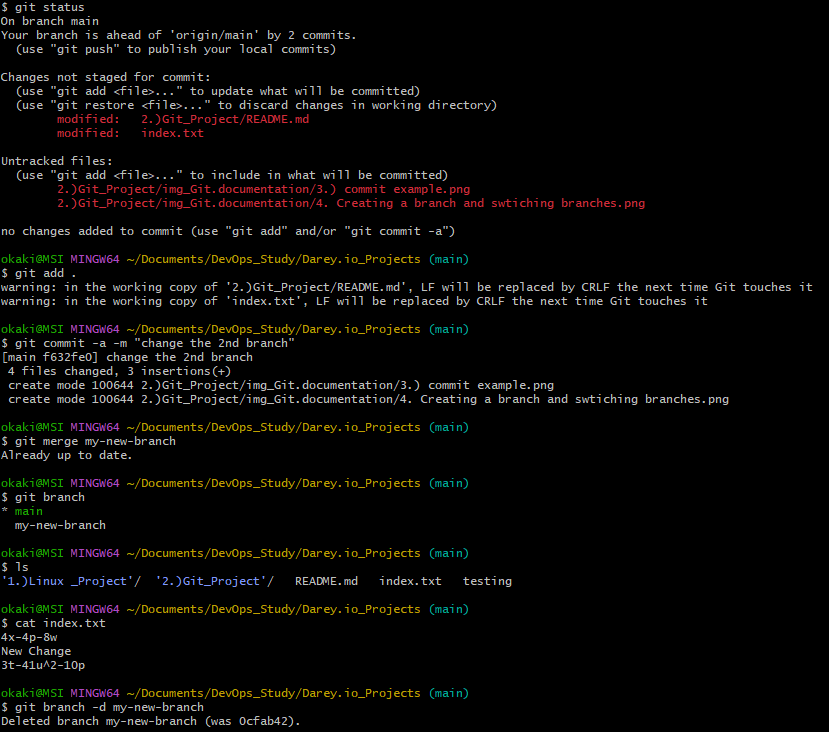 $ git status
On branch main
Your branch is ahead of 'origin/main' by 2 commits.
  (use "git push" to publish your local commits)

Changes not staged for commit:
  (use "git add <file>..." to update what will be committed)
  (use "git restore <file>..." to discard changes in working directory)
        modified:   2.)Git_Project/README.md
        modified:   index.txt

Untracked files:
  (use "git add <file>..." to include in what will be committed)
        2.)Git_Project/img_Git.documentation/3.) commit example.png
        2.)Git_Project/img_Git.documentation/4. Creating a branch and swtiching branches.png

no changes added to commit (use "git add" and/or "git commit -a")

okaki@MSI MINGW64 ~/Documents/DevOps_Study/Darey.io_Projects (main)
$ git add .
warning: in the working copy of '2.)Git_Project/README.md', LF will be replaced by CRLF the next time Git touches it
warning: in the working copy of 'index.txt', LF will be replaced by CRLF the next time Git touches it

okaki@MSI MINGW64 ~/Documents/DevOps_Study/Darey.io_Projects (main)
$ git commit -a -m "change the 2nd branch"
[main f632fe0] change the 2nd branch
 4 files changed, 3 insertions(+)
 create mode 100644 2.)Git_Project/img_Git.documentation/3.) commit example.png
 create mode 100644 2.)Git_Project/img_Git.documentation/4. Creating a branch and swtiching branches.png

okaki@MSI MINGW64 ~/Documents/DevOps_Study/Darey.io_Projects (main)
$ git merge my-new-branch
Already up to date.

okaki@MSI MINGW64 ~/Documents/DevOps_Study/Darey.io_Projects (main)
$ git branch
* main
  my-new-branch

okaki@MSI MINGW64 ~/Documents/DevOps_Study/Darey.io_Projects (main)
$ ls
'1.)Linux _Project'/  '2.)Git_Project'/   README.md   index.txt   testing

okaki@MSI MINGW64 ~/Documents/DevOps_Study/Darey.io_Projects (main)
$ cat index.txt
4x-4p-8w
New Change
3t-41u^2-10p

okaki@MSI MINGW64 ~/Documents/DevOps_Study/Darey.io_Projects (main)
$ git branch -d my-new-branch
Deleted branch my-new-branch (was 0cfab42).